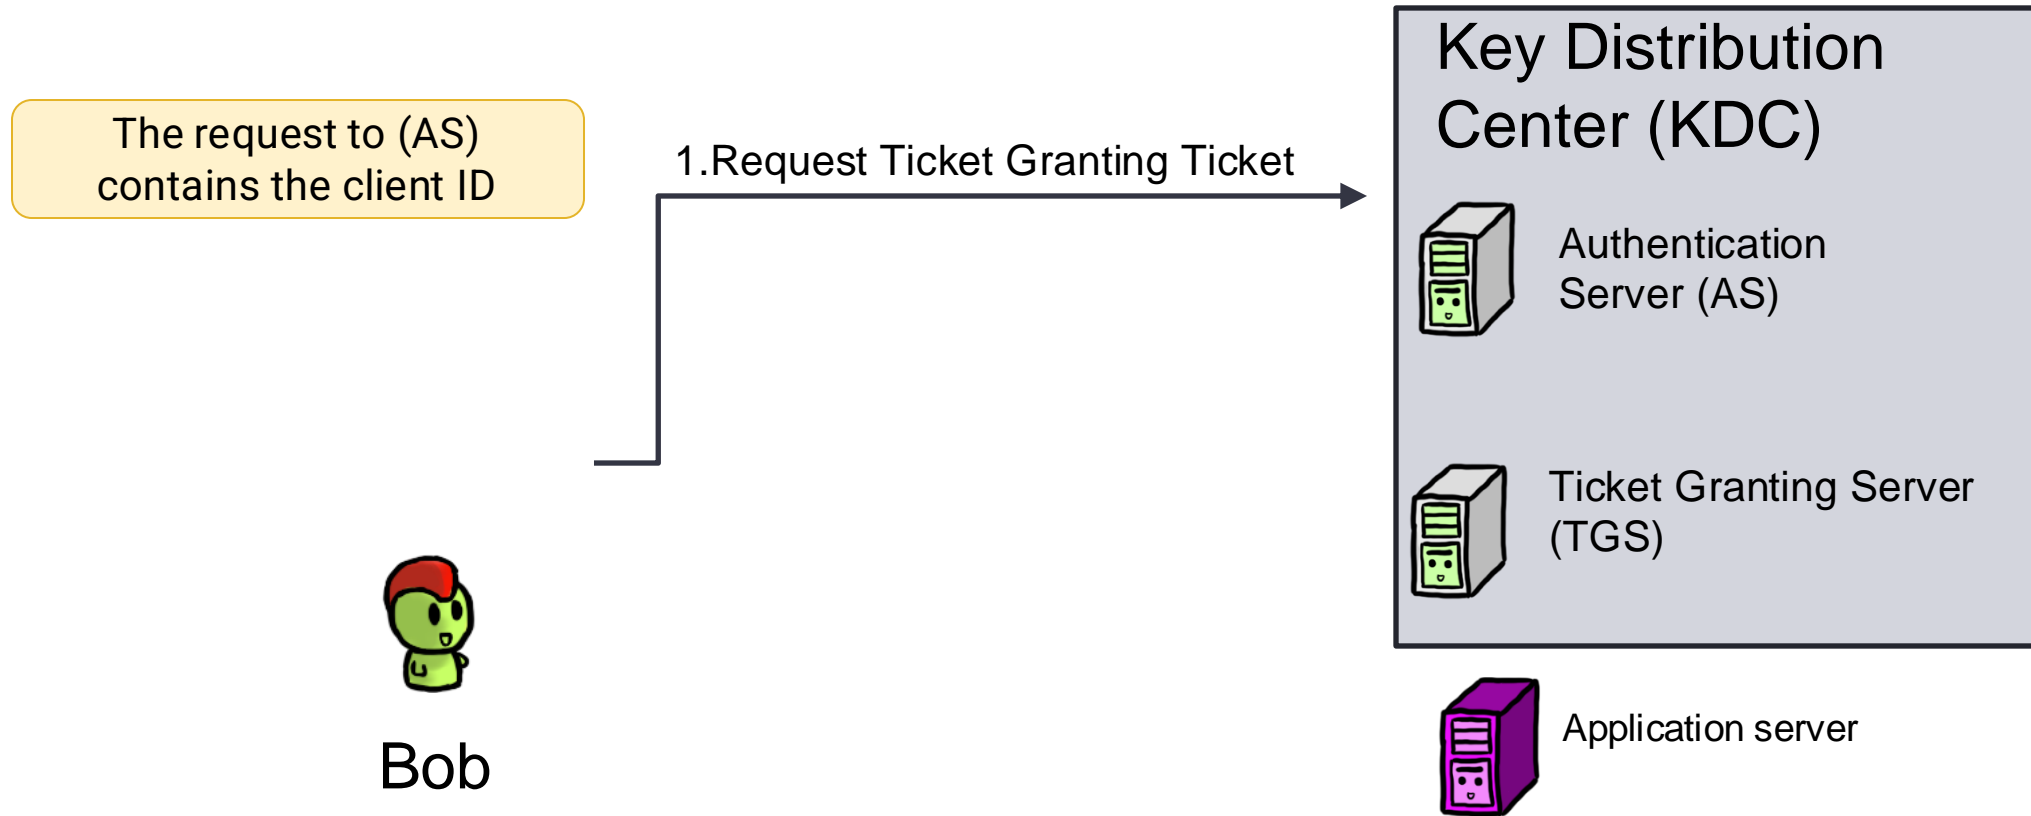 Key Distribution
Center (KDC)
The request to (AS)
contains the client ID
1.Request Ticket Granting Ticket
Authentication
Server (AS)
Ticket Granting Server
(TGS)
Application server
Bob